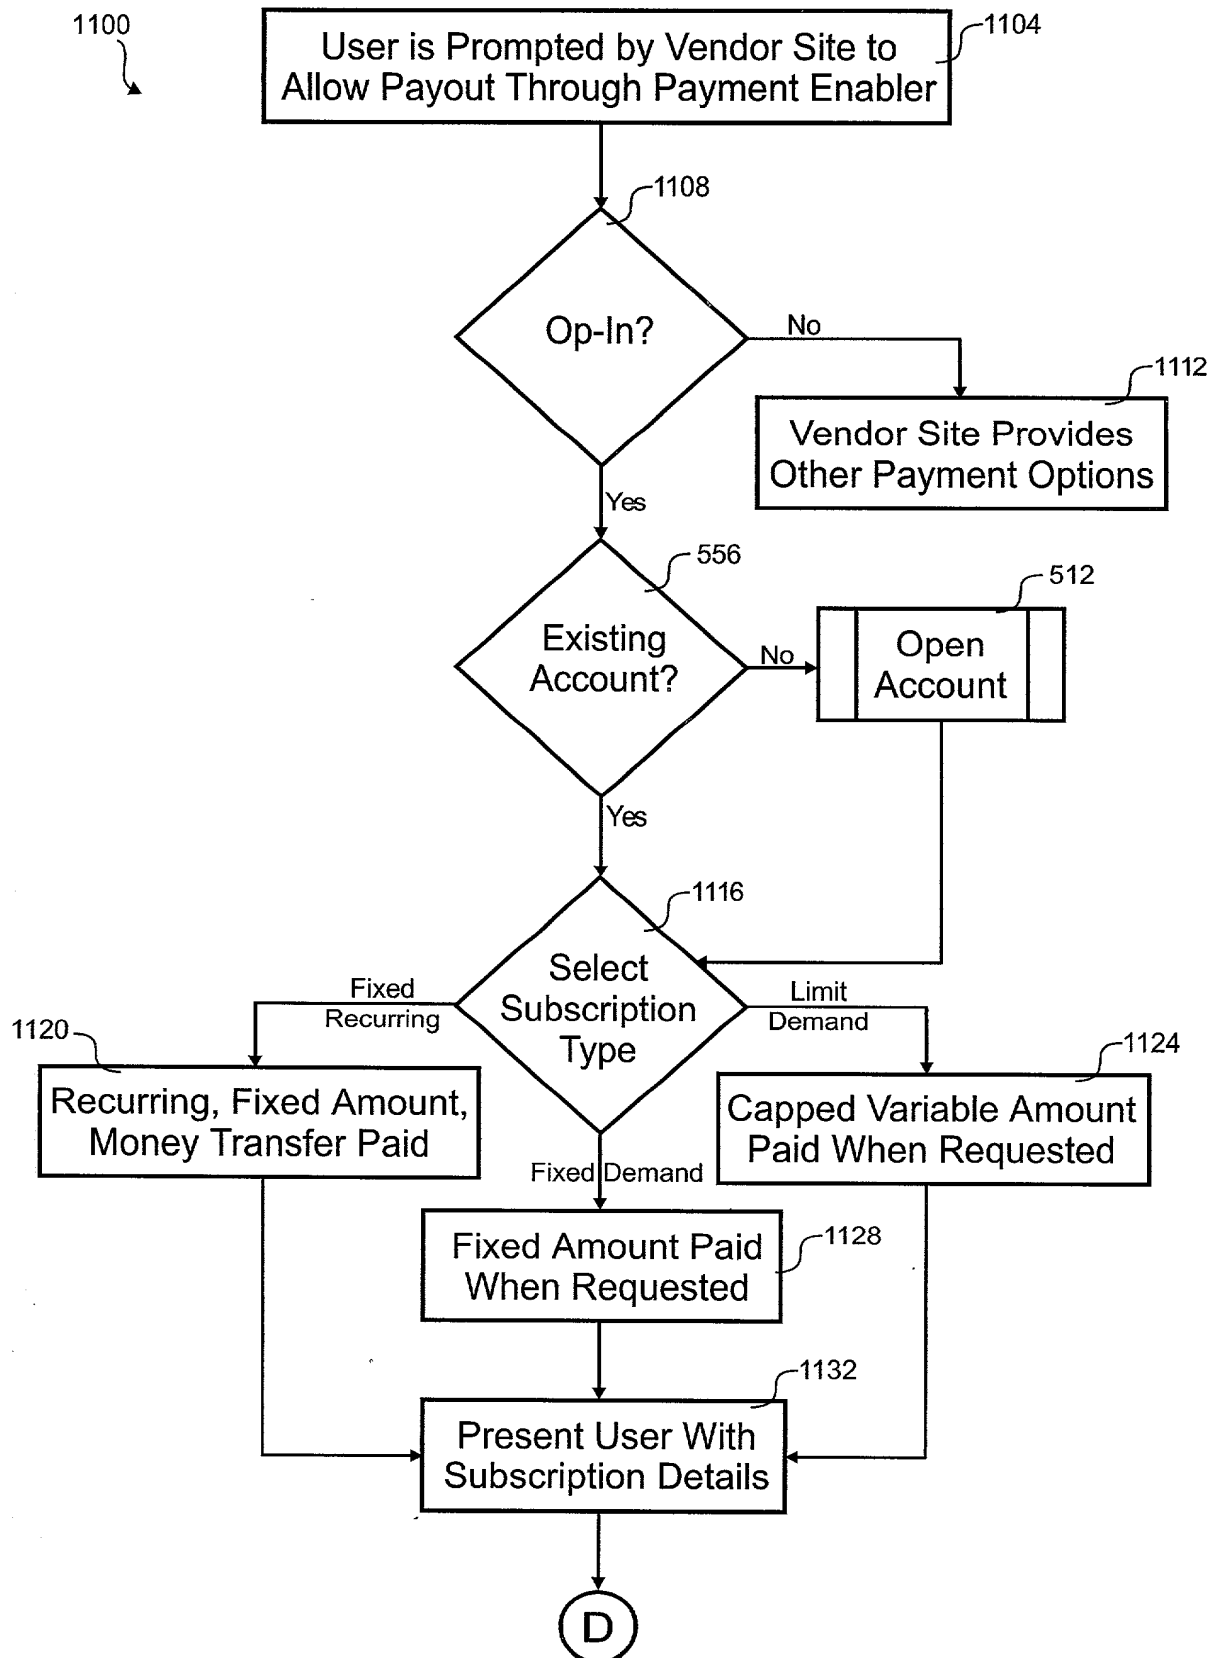 1100
1104
User is Prompted by Vendor Site to
Allow Payout Through Payment Enabler
1108
Op-In?
No
1112
Vendor Site Provides
Other Payment Options
Yes
556
Existing
Account?
No
512
Open
Account
Yes
1116
Select
Subscription
Type
Fixed
Recurring
Limit
Demand
1120
Recurring, Fixed Amount,
Money Transfer Paid
1124
Capped Variable Amount
Paid When Requested
Fixed Demand
1128
Fixed Amount Paid
When Requested
1132
Present User With
Subscription Details
D